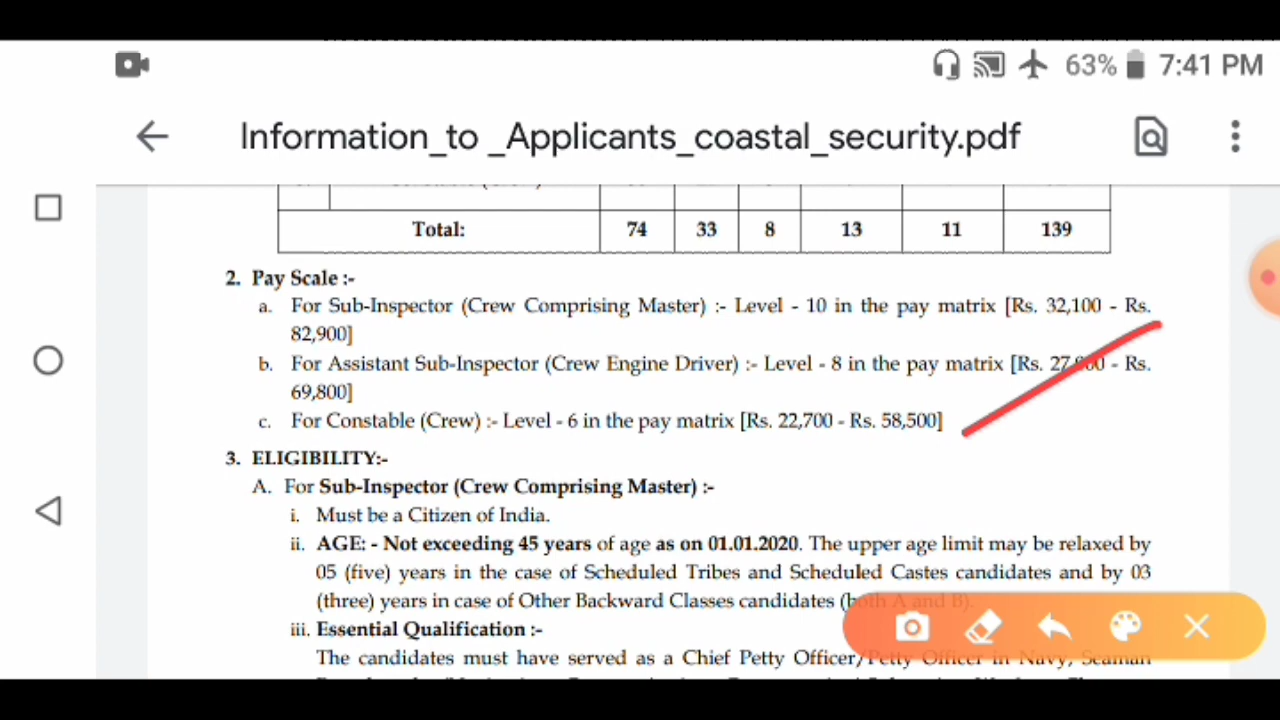 63% 7:41 PM
Information_to _Applicants_coastal_security.pdf
Total: 74 33 8 13 11 139
2. Pay Scale :-
a. For Sub-Inspector (Crew Comprising Master) :- Level - 10 in the pay matrix [Rs. 32,100 - Rs.
82,900]
b. For Assistant Sub-Inspector (Crew Engine Driver) :- Level - 8 in the pay matrix [Rs. - Rs.
69,800]
c. For Constable (Crew) :- Level - 6 in the pay matrix [Rs. 22,700 - Rs. 58,500]
3. ELIGIBILITY:-
A. For Sub-Inspector (Crew Comprising Master) :-
i. Must be a Citizen of India.
ii. AGE: - Not exceeding 45 years of age as on 01.01.2020. The upper age limit may be relaxed by
05 (five) years in the case of Scheduled Tribes and Scheduled Castes candidates and by 03
(three) years in case of Other Backward Classes candidates (both A and B).
iii. Essential Qualification :-
The candidates must have served as a Chief Petty Officer/Petty Officer in Navy, Seaman